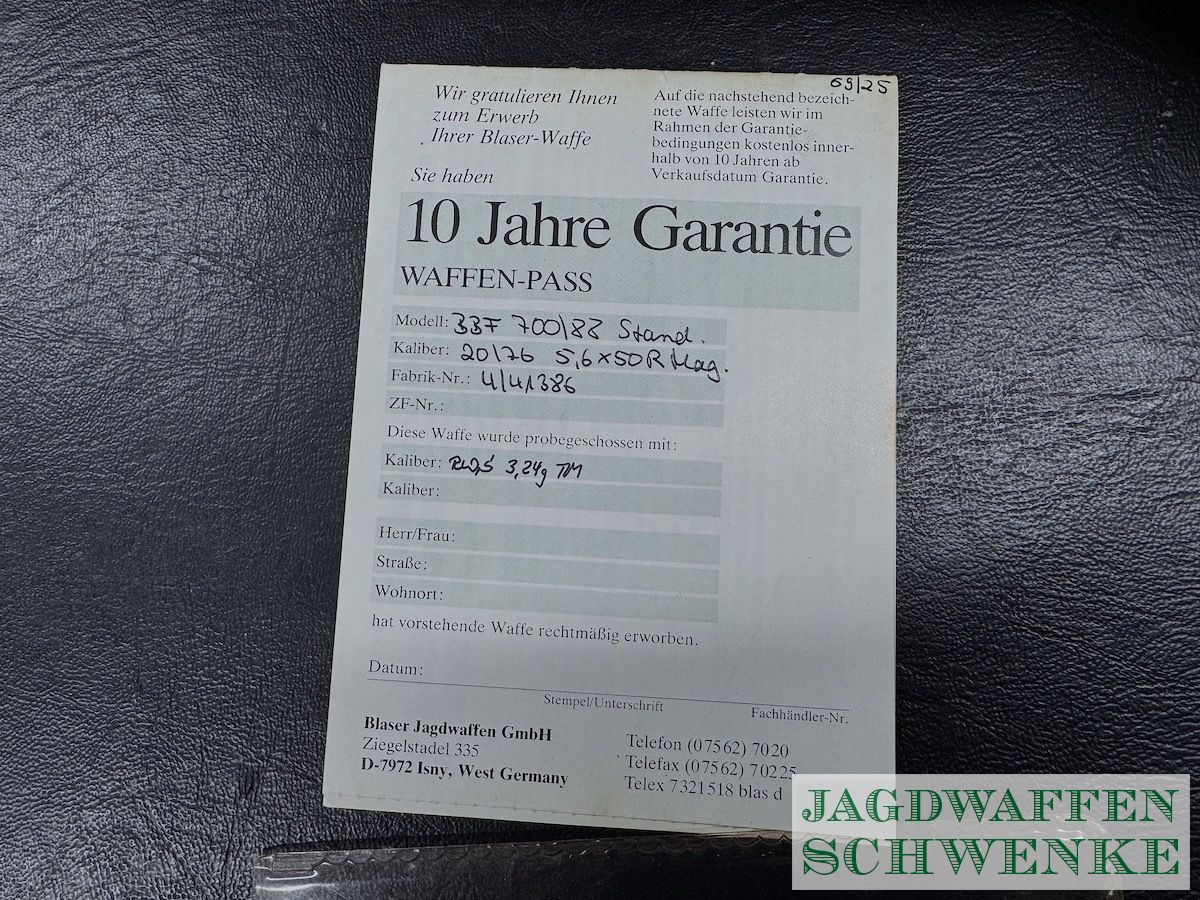 69/25
Wir gratulieren Ihnen
zum Erwerb
Ihrer Blaser-Waffe
Auf die nachstehend bezeich-
nete Waffe leisten wir im
Rahmen der Garantie-
bedingungen kostenlos inner-
halb von 10 Jahren ab
Verkaufsdatum Garantie.
Sie haben
10 Jahre Garantie
WAFFEN-PASS
Modell: BBF 700/88 Stand.
Kaliber: 20/76 5,6x50R Mag.
Fabrik-Nr.: 4/41386
ZF-Nr.:
Diese Waffe wurde probegeschossen mit:
Kaliber: RWS 3,24g TM
Kaliber:
Herr/Frau:
Straße:
Wohnort:
hat vorstehende Waffe rechtmäßig erworben.
Datum:
Stempel/Unterschrift Fachhändler-Nr.
Blaser Jagdwaffen GmbH
Ziegelstadel 335
D-7972 Isny, West Germany
Telefon (07562) 7020
Telefax (07562) 70225
Telex 7321518 blas d
JAGDWAFFEN
SCHWENKE